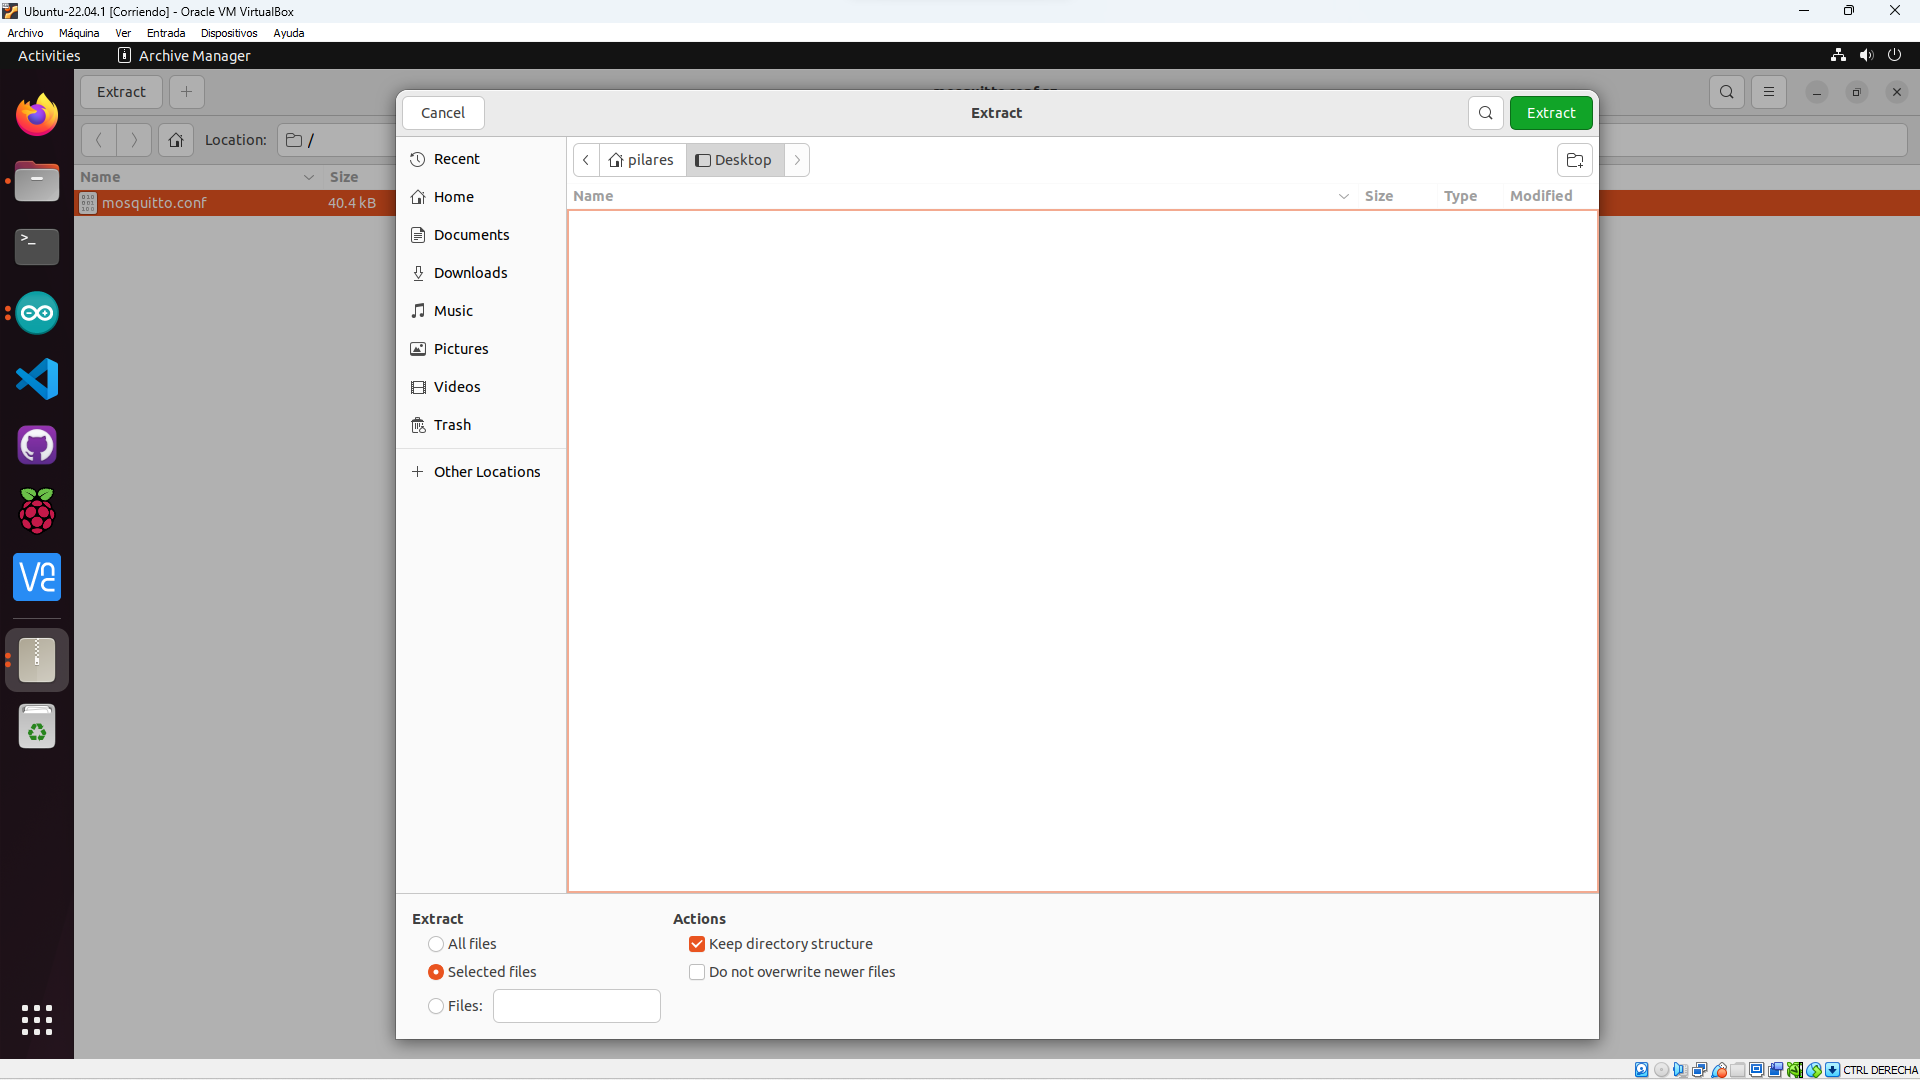 Ubuntu-22.04.1 [Corriendo] - Oracle VM VirtualBox
Archivo Máquina Ver Entrada Dispositivos Ayuda
Activities Archive Manager
Extract
Location: /
Name Size
mosquitto.conf 40.4 kB
Cancel Extract Extract
pilares Desktop
Recent
Home
Documents
Downloads
Music
Pictures
Videos
Trash
Other Locations
Name Size Type Modified
Extract
All files
Selected files
Files:
Actions
Keep directory structure
Do not overwrite newer files
CTRL DERECHA